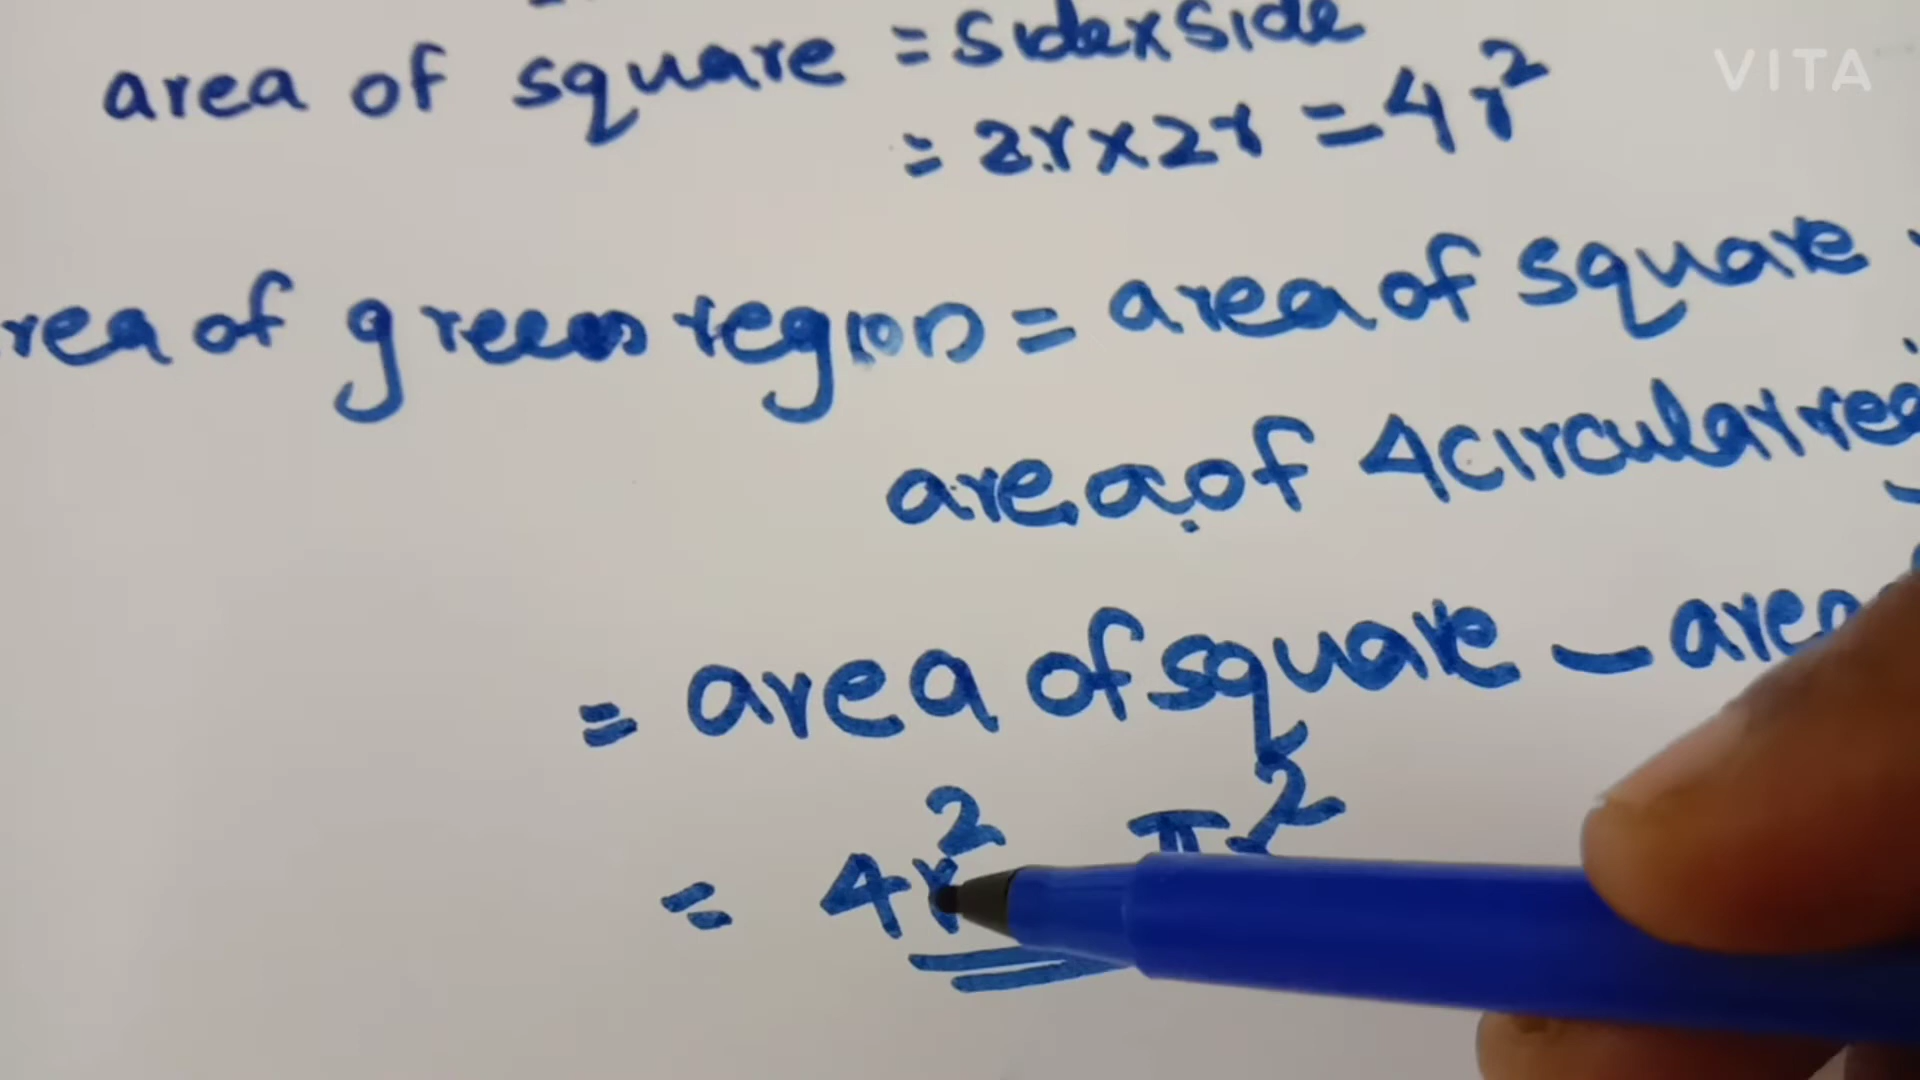 area of square = side x side
VITA
= 2r x 2r = 4r²
area of green region = area of square -
area of 4 circular
= area of square - area
= 4r² πr²